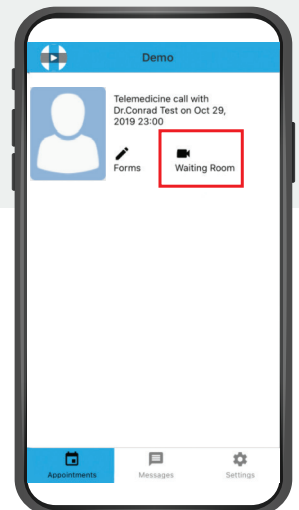 Demo
Telemedicine call with
Dr.Conrad Test on Oct 29,
2019 23:00
Forms
Waiting Room
Appointments
Messages
Settings